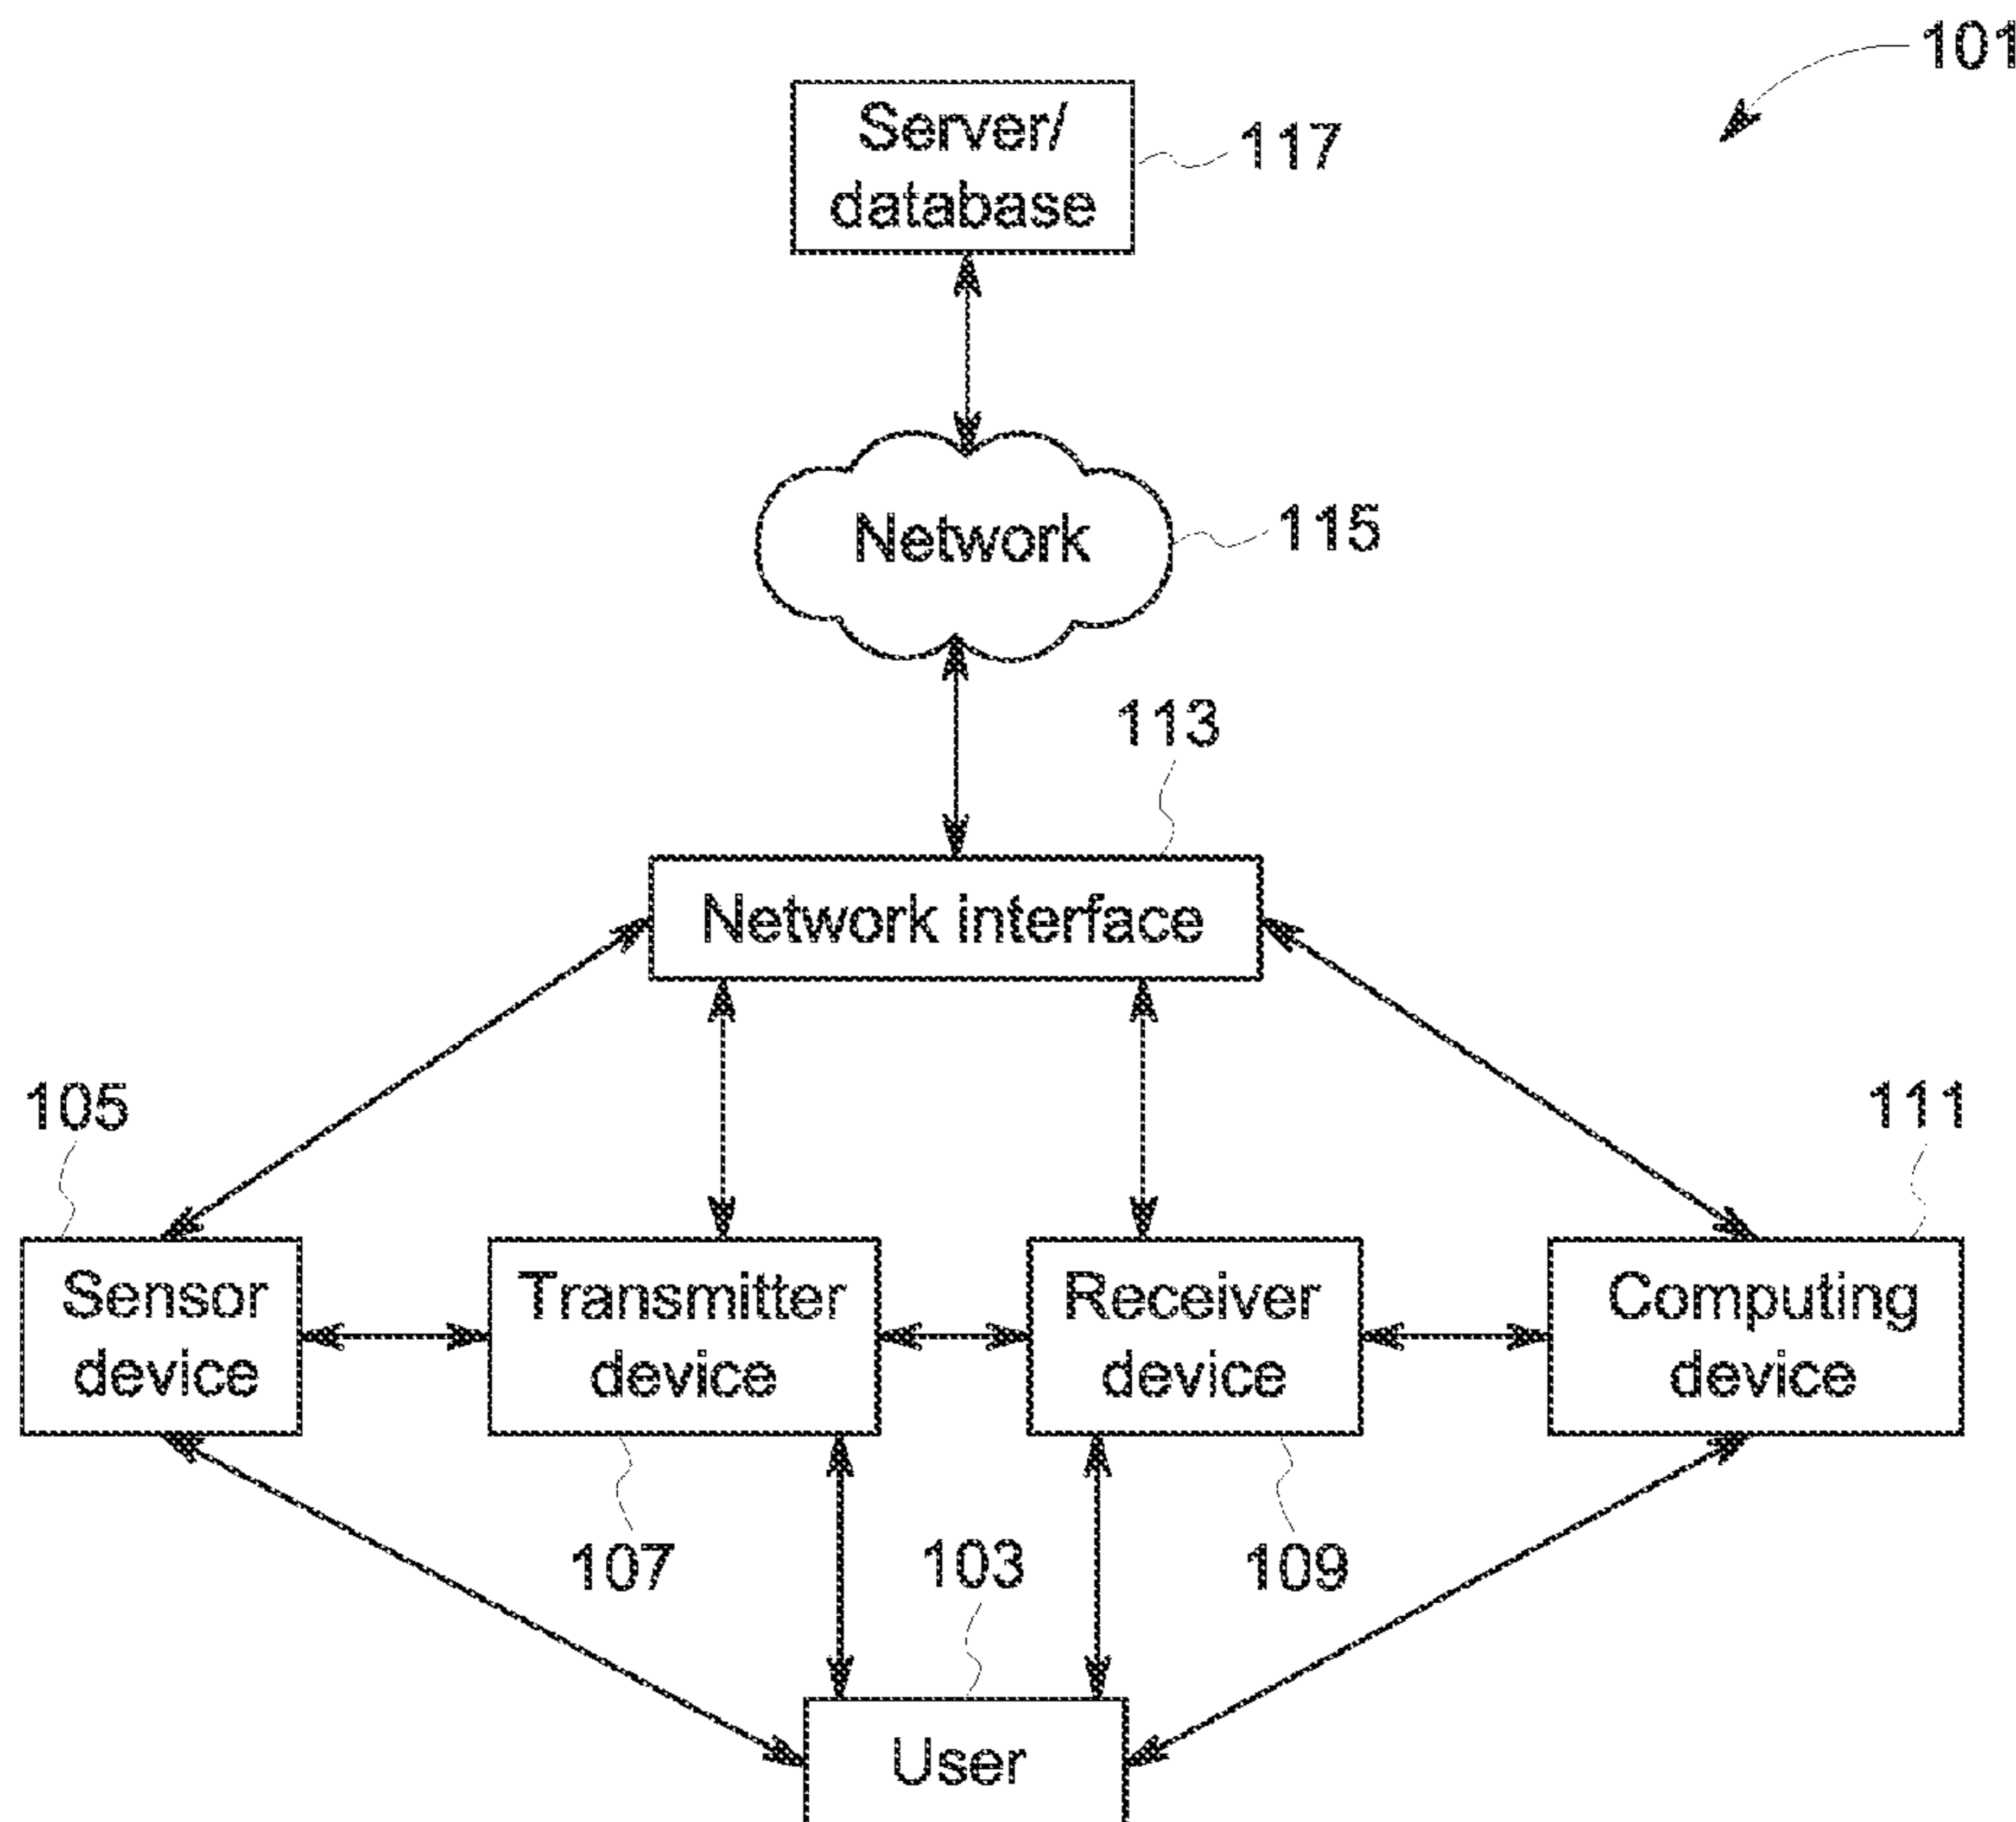 101
Server/
database
117
Network
115
113
Network interface
105
111
Sensor
device
Transmitter
device
Receiver
device
Computing
device
107
103
109
User